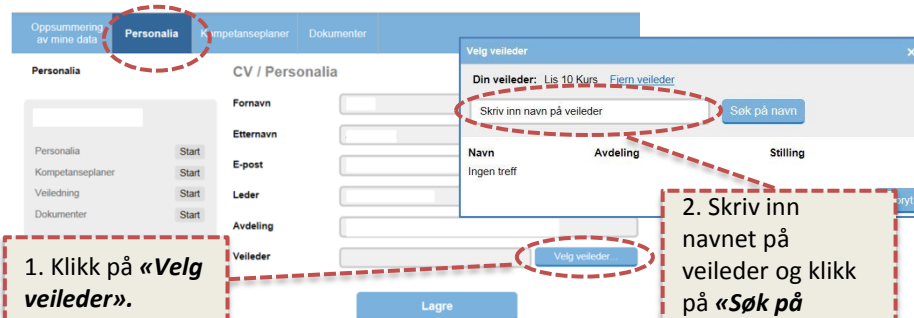 Oppsummering
av mine data
Personalia
Kompetanseplaner
Dokumenter
Personalia
Personalia Start
Kompetanseplaner Start
Veiledning Start
Dokumenter Start
CV / Personalia
Fornavn
Etternavn
E-post
Leder
Avdeling
Veileder
Velg veileder...
Lagre
Velg veileder
×
Din veileder: Lis 10 Kurs Fjern veileder
Skriv inn navn på veileder
Søk på navn
Navn Avdeling Stilling
Ingen treff
1. Klikk på «Velg
veileder».
2. Skriv inn
navnet på
veileder og klikk
på «Søk på